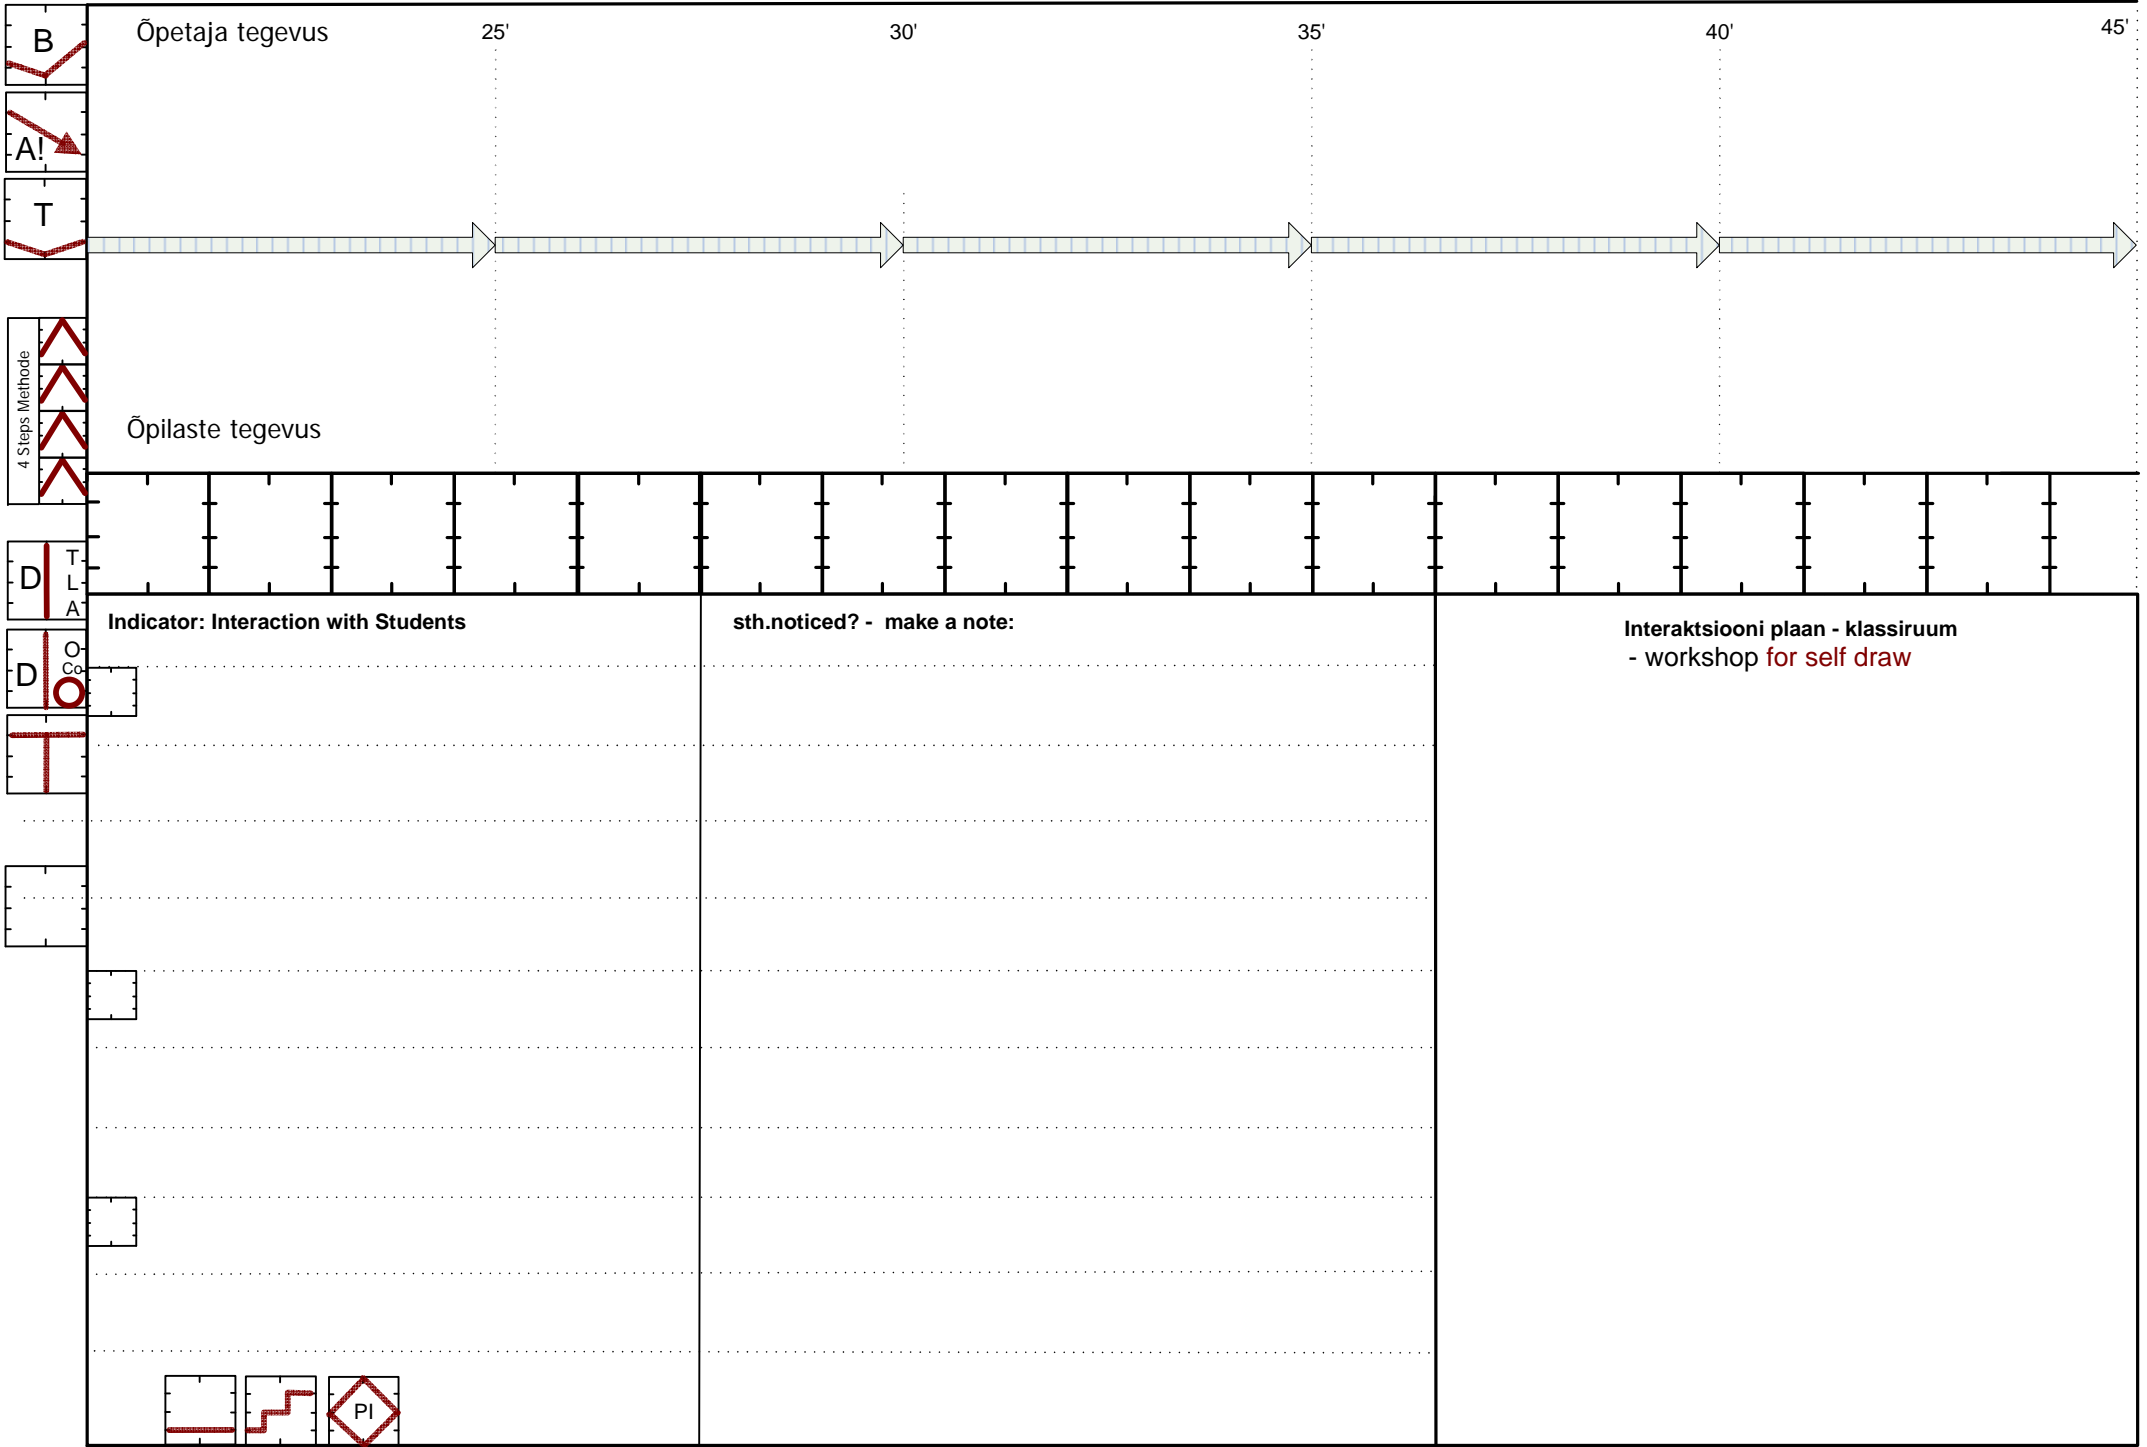 B
Õpetaja tegevus
25'
30'
35'
40'
45'
A!
T
4 Steps Methode
Õpilaste tegevus
D
T
L
A
Indicator: Interaction with Students
sth.noticed? - make a note:
Interaktsiooni plaan - klassiruum
- workshop for self draw
D
O
Co
PI